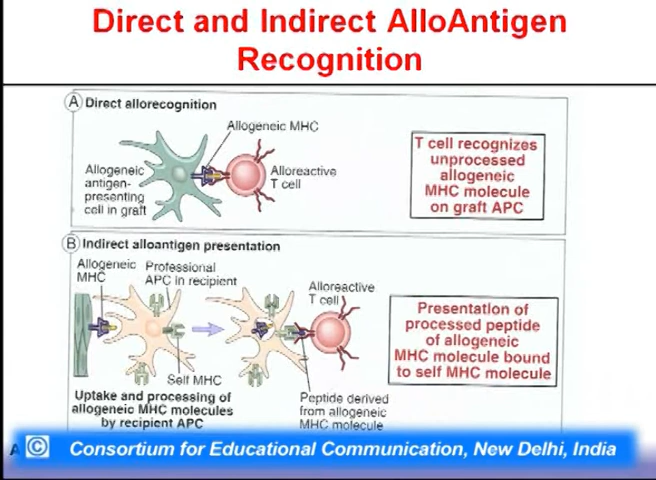 Direct and Indirect AlloAntigen
Recognition
A Direct allorecognition
Allogeneic MHC
Allogeneic
antigen-
presenting
cell in graft
Alloreactive
T cell
T cell recognizes
unprocessed
allogeneic
MHC molecule
on graft APC
B Indirect alloantigen presentation
Allogeneic
MHC
Professional
APC in recipient
Alloreactive
T cell
Self MHC
Uptake and processing of
allogeneic MHC molecules
by recipient APC
Peptide derived
from allogeneic
MHC molecule
Presentation of
processed peptide
of allogeneic
MHC molecule bound
to self MHC molecule
A © Consortium for Educational Communication, New Delhi, India